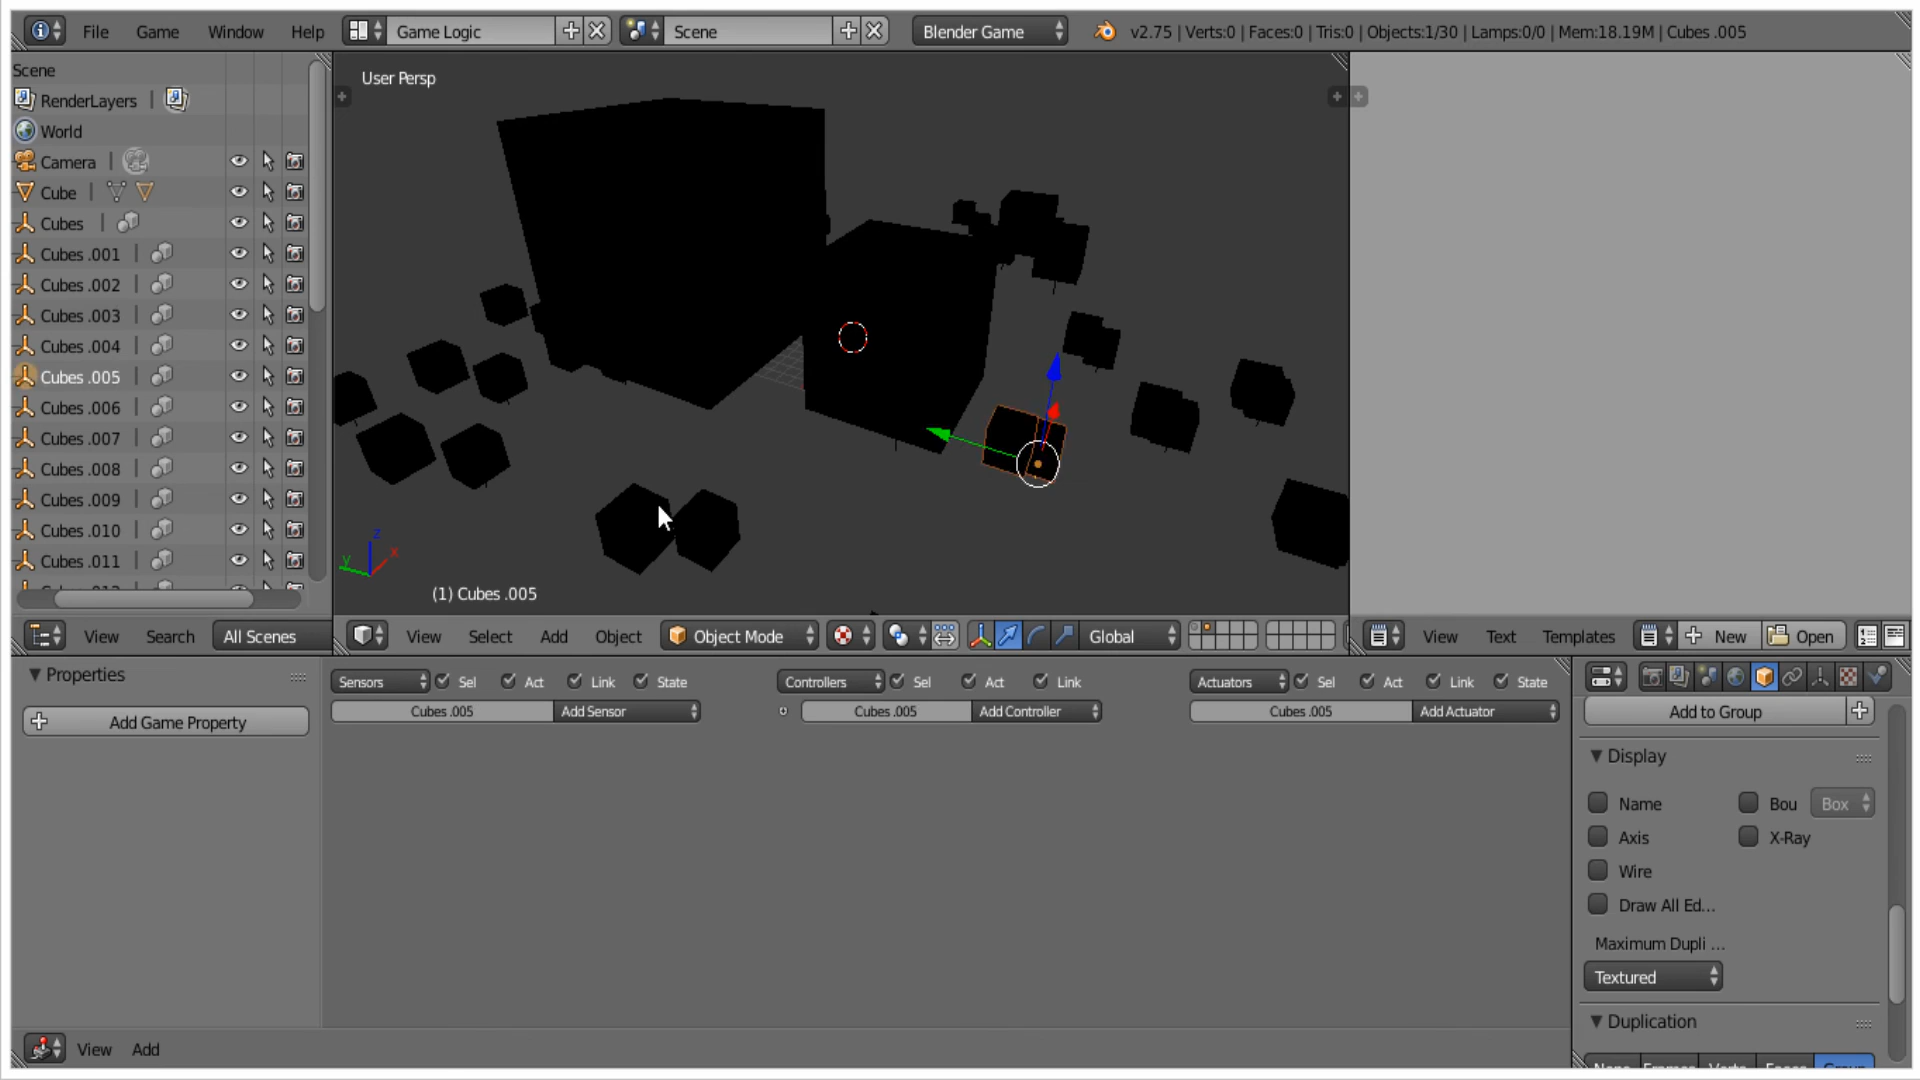 File Game Window Help Game Logic Scene Blender Game v2.75 | Verts:0 | Faces:0 | Tris:0 | Objects:1/30 | Lamps:0/0 | Mem:18.19M | Cubes .005
Scene
RenderLayers
World
Camera
Cube
Cubes
Cubes .001
Cubes .002
Cubes .003
Cubes .004
Cubes .005
Cubes .006
Cubes .007
Cubes .008
Cubes .009
Cubes .010
Cubes .011
User Persp
z
x
y
(1) Cubes .005
View Search All Scenes
View Select Add Object Object Mode Global
View Text Templates New Open
Properties
Add Game Property
Sensors Sel Act Link State Controllers Sel Act Link Actuators Sel Act Link State
Cubes .005 Add Sensor Cubes .005 Add Controller Cubes .005 Add Actuator
Add to Group
Display
Name Bou Box
Axis X-Ray
Wire
Draw All Ed...
Maximum Dupli ...
Textured
Duplication
View Add